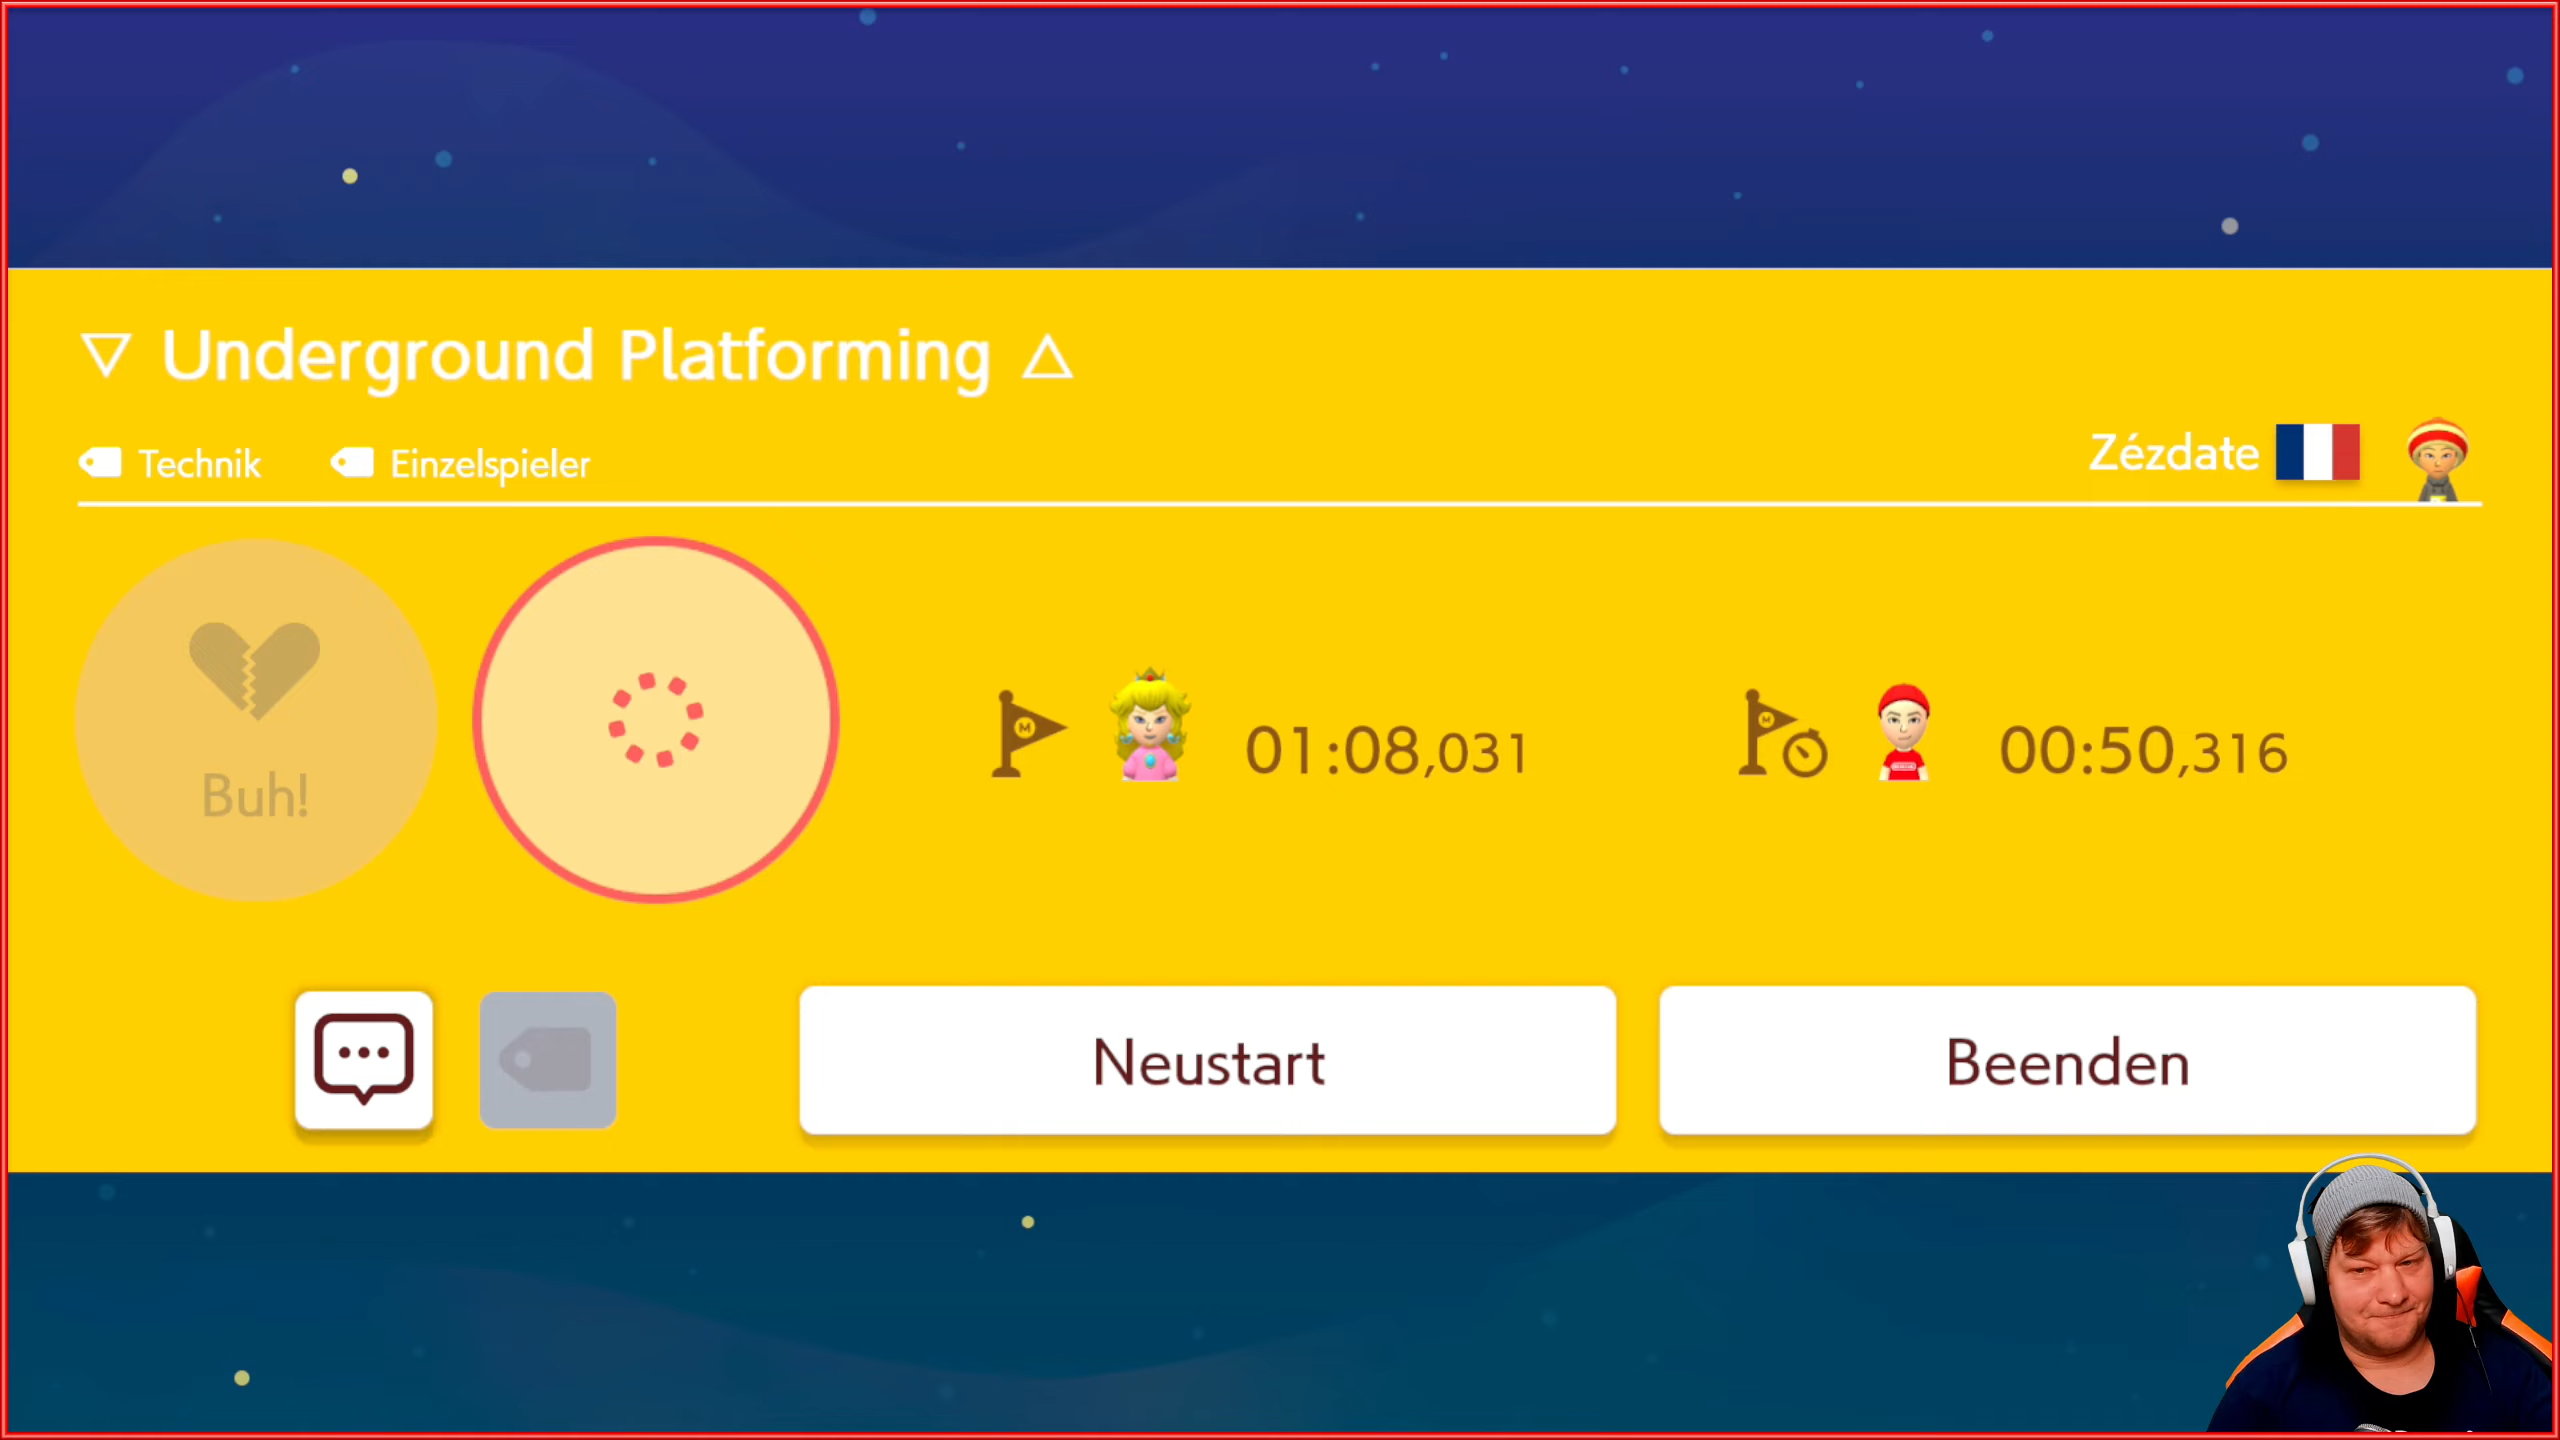 ▽ Underground Platforming △
Technik Einzelspieler
Zézdate
Buh!
M 01:08,031 M 00:50,316
Neustart Beenden